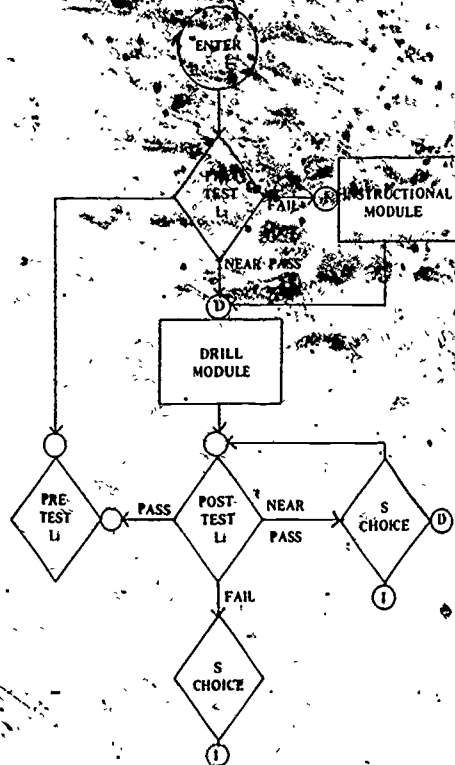 ENTER
TEST
Li
FAIL
INSTRUCTIONAL
MODULE
NEAR PASS
D
DRILL
MODULE
PRE-
TEST
Li
PASS
POST-
TEST
Li
NEAR
PASS
S
CHOICE
D
I
FAIL
S
CHOICE
I